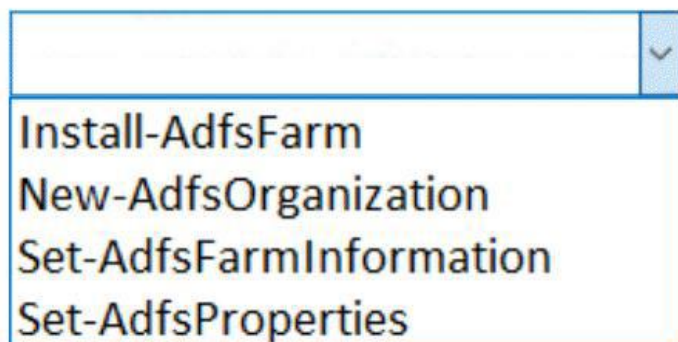 Install-AdfsFarm
New-AdfsOrganization
Set-AdfsFarmInformation
Set-AdfsProperties